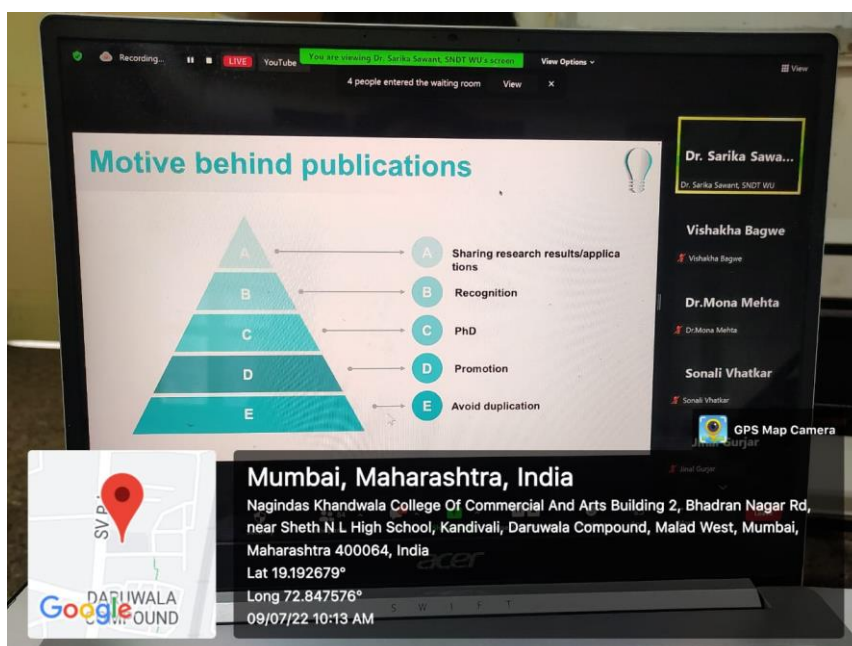 Recording...
LIVE
YouTube
You are viewing Dr. Sarika Sawant, SNDT WU's screen
View Options
View
4 people entered the waiting room
View
×
Motive behind publications
A
A
Sharing research results/applica
tions
B
B
Recognition
C
C
PhD
D
D
Promotion
E
E
Avoid duplication
Dr. Sarika Sawa...
Dr. Sarika Sawant, SNDT WU
Vishakha Bagwe
Vishakha Bagwe
Dr.Mona Mehta
Dr.Mona Mehta
Sonali Vhatkar
Sonali Vhatkar
GPS Map Camera
Gurjar
Jinal Gurjar
Mumbai, Maharashtra, India
Nagindas Khandwala College Of Commercial And Arts Building 2, Bhadran Nagar Rd,
near Sheth N L High School, Kandivali, Daruwala Compound, Malad West, Mumbai,
Maharashtra 400064, India
Lat 19.192679°
Long 72.847576°
09/07/22 10:13 AM
SV
DARUWALA
Google
acer
SWIFT